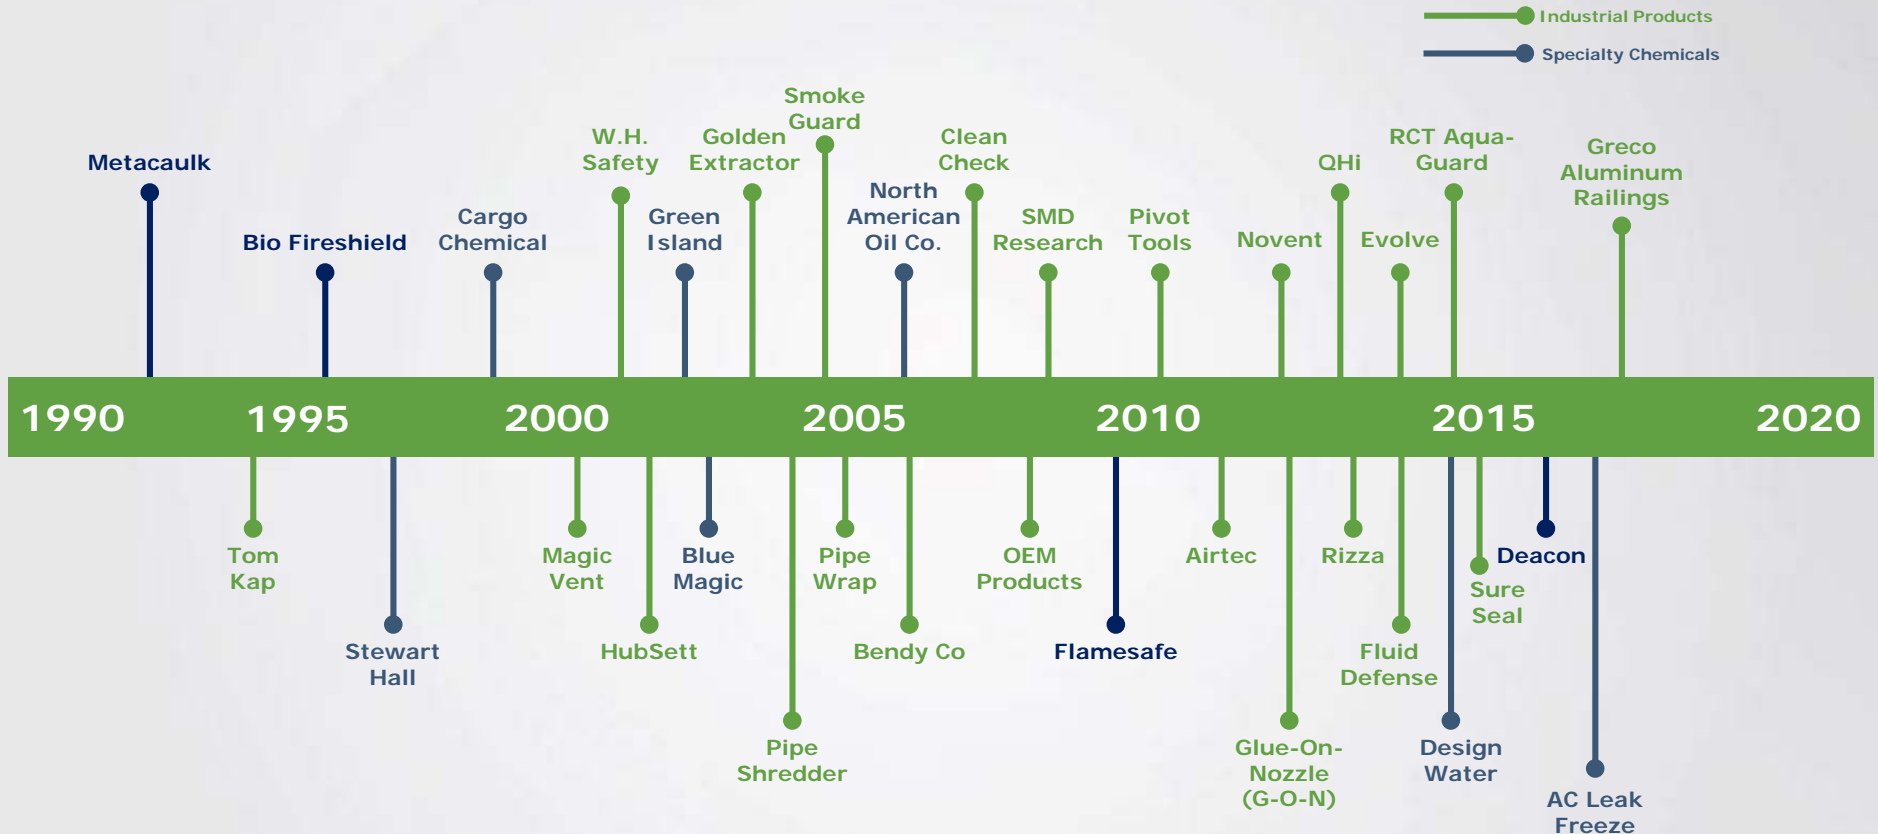 Industrial Products
Specialty Chemicals
Metacaulk
Bio Fireshield
Cargo
Chemical
W.H.
Safety
Green
Island
Golden
Extractor
Smoke
Guard
North
American
Oil Co.
Clean
Check
SMD
Research
Pivot
Tools
Novent
QHi
Evolve
RCT Aqua-
Guard
Greco
Aluminum
Railings
1990 1995 2000 2005 2010 2015 2020
Tom
Kap
Stewart
Hall
Magic
Vent
HubSett
Blue
Magic
Pipe
Shredder
Pipe
Wrap
Bendy Co
OEM
Products
Flamesafe
Airtec
Glue-On-
Nozzle
(G-O-N)
Rizza
Fluid
Defense
Design
Water
Sure
Seal
Deacon
AC Leak
Freeze